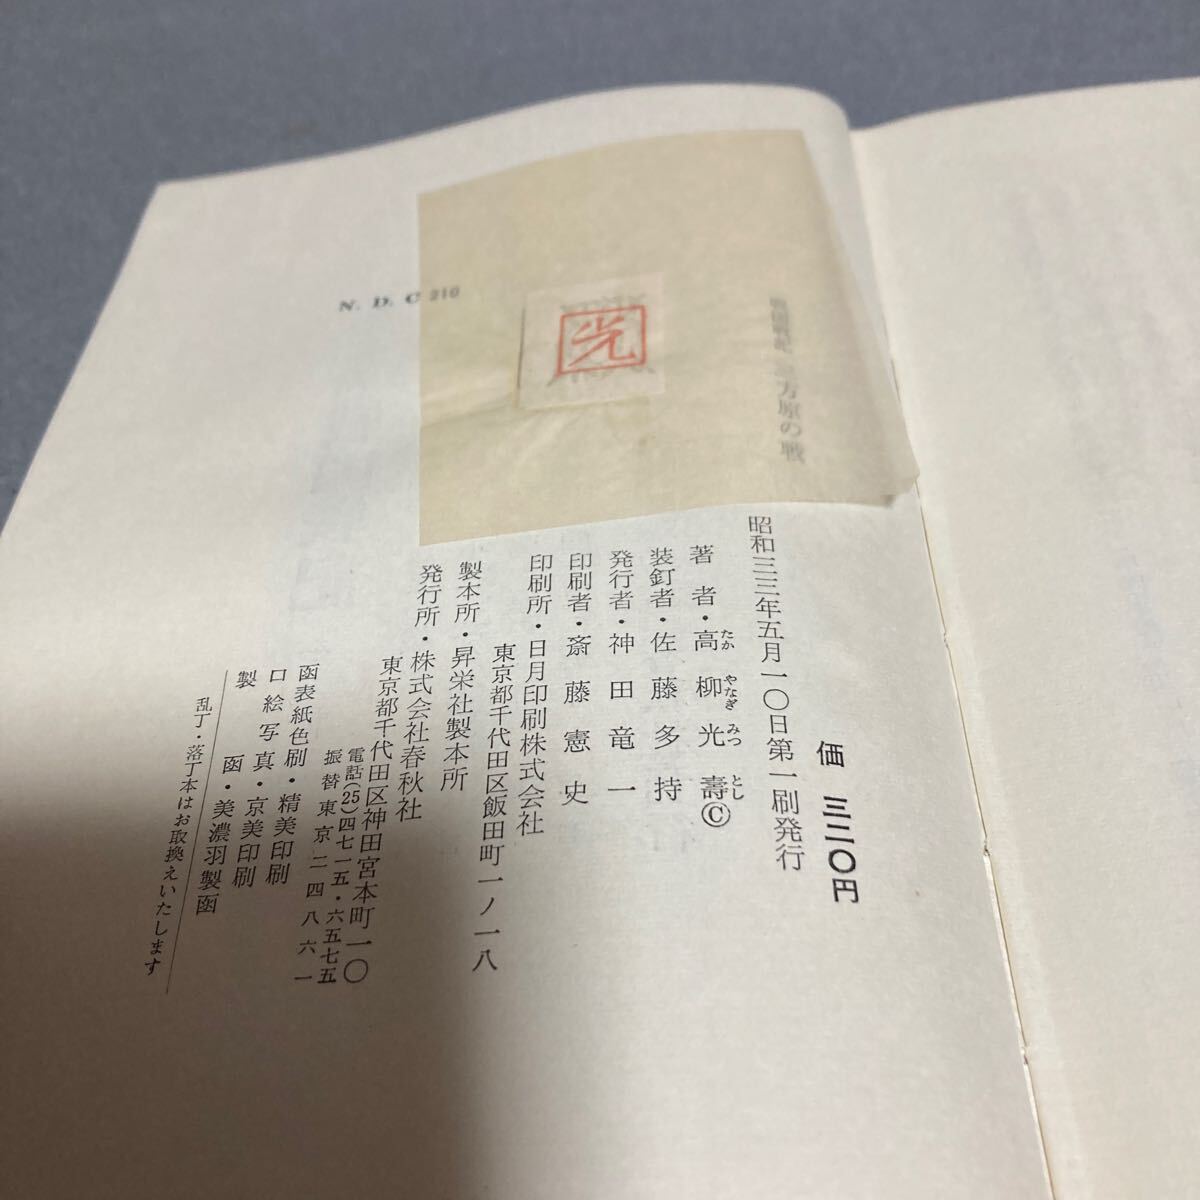 戦国戦記 三方原の戦
価 三二〇円
昭和三三年五月一〇日第一刷発行
著者・高柳光壽©
たか やなぎ みつ とし
装釘者・佐藤多持
発行者・神田竜一
印刷者・斎藤憲史
印刷所・日月印刷株式会社
東京都千代田区飯田町一ノ一八
製本所・昇栄社製本所
発行所・株式会社春秋社
東京都千代田区神田宮本町一〇
電話(25)四七一五・六五七五
振替東京二四八六一
函表紙色刷・精美印刷
口絵写真・京美印刷
製函・美濃羽製函
乱丁・落丁本はお取換えいたします
光
N. D. C 210